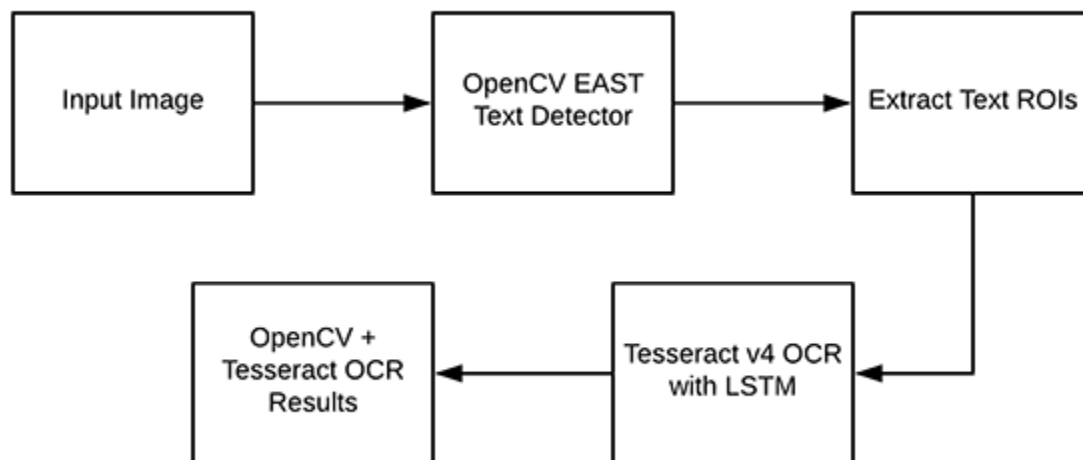 Input Image
OpenCV EAST
Text Detector
Extract Text ROIs
Tesseract v4 OCR
with LSTM
OpenCV +
Tesseract OCR
Results